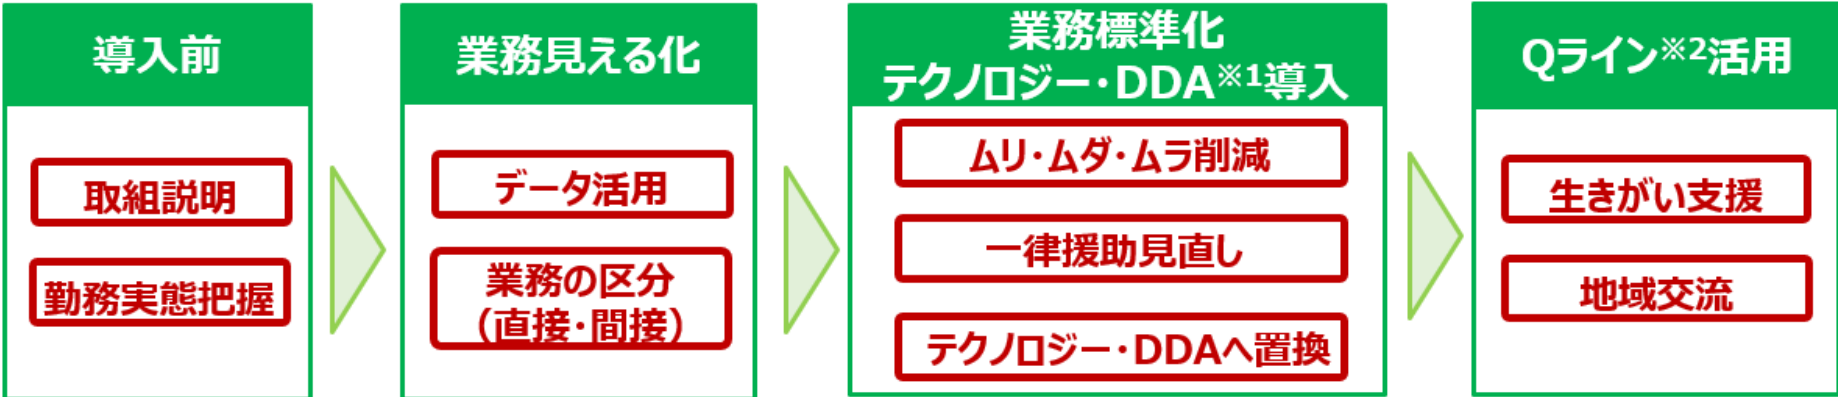 導入前
取組説明
勤務実態把握
業務見える化
データ活用
業務の区分
（直接・間接）
業務標準化
テクノロジー・DDA※1導入
ムリ・ムダ・ムラ削減
一律援助見直し
テクノロジー・DDAへ置換
Qライン※2活用
生きがい支援
地域交流